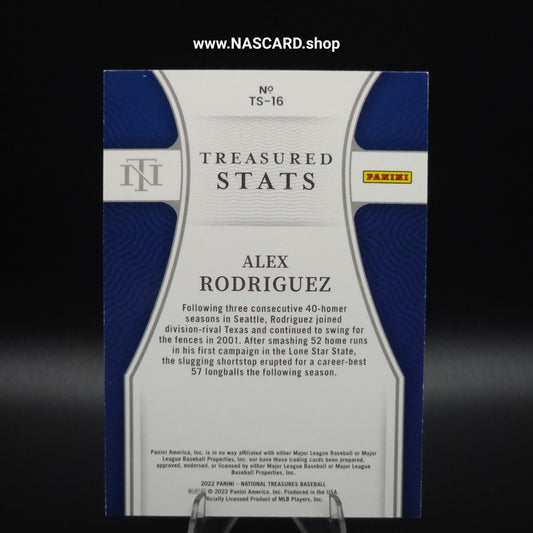 www.NASCARD.shop
Nº
TS-16
TREASURED
STATS
PANINI
ALEX
RODRIGUEZ
Following three consecutive 40-homer
seasons in Seattle, Rodriguez joined
division-rival Texas and continued to swing for
the fences in 2001. After smashing 52 home runs
in his first campaign in the Lone Star State,
the slugging shortstop erupted for a career-best
57 longballs the following season.
Panini America, Inc. is in no way affiliated with either Major League Baseball or Major
League Baseball Properties, Inc. nor have these trading cards been prepared,
approved, endorsed, or licensed by either Major League Baseball or Major League
Baseball Properties, Inc.
2022 PANINI - NATIONAL TREASURES BASEBALL
© 2022 Panini America, Inc. Produced in the USA.
Officially Licensed Product of MLB Players, Inc.